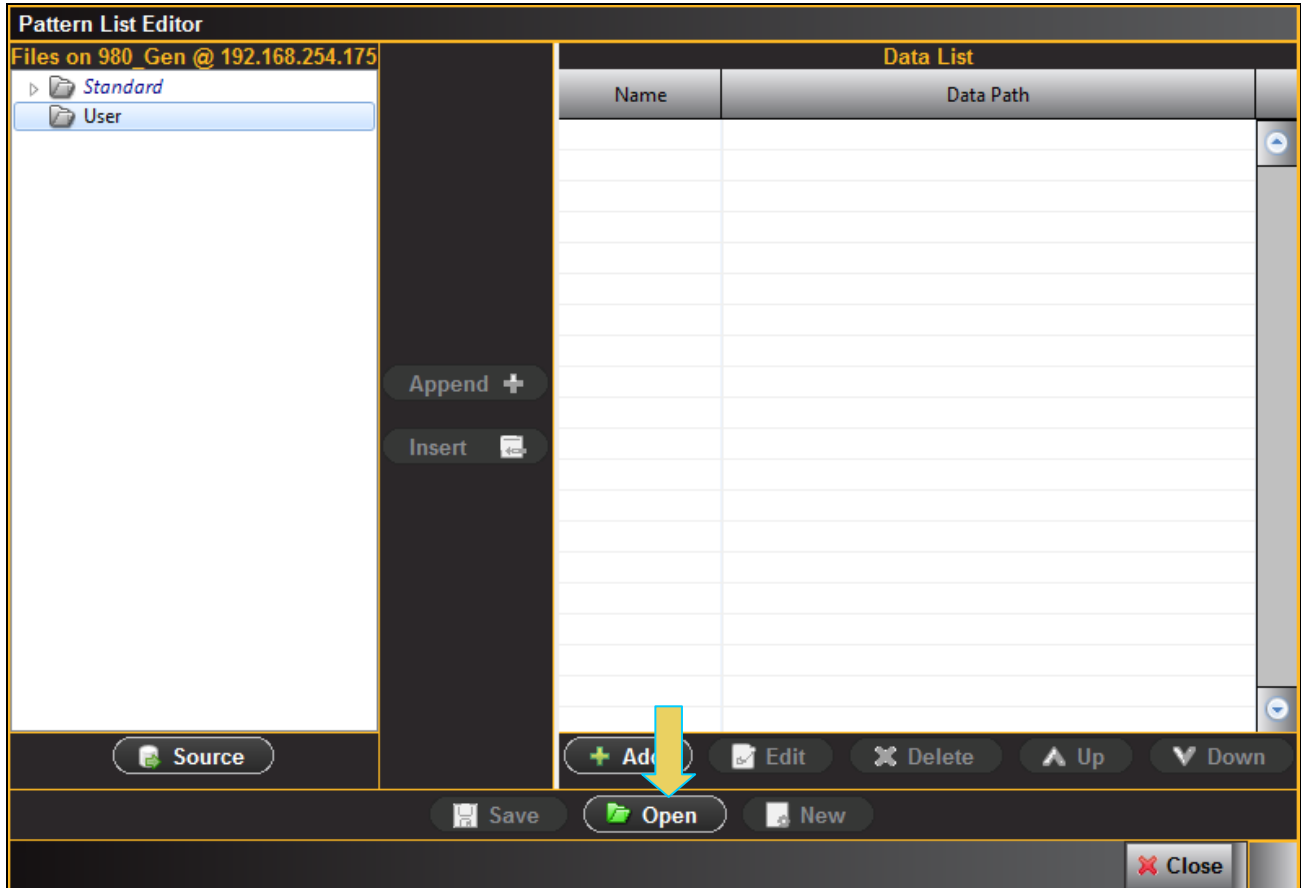 Pattern List Editor
Files on 980_Gen @ 192.168.254.175
Standard
User
Append
Insert
Source
Data List
Name Data Path
Add Edit Delete Up Down
Save Open New
Close